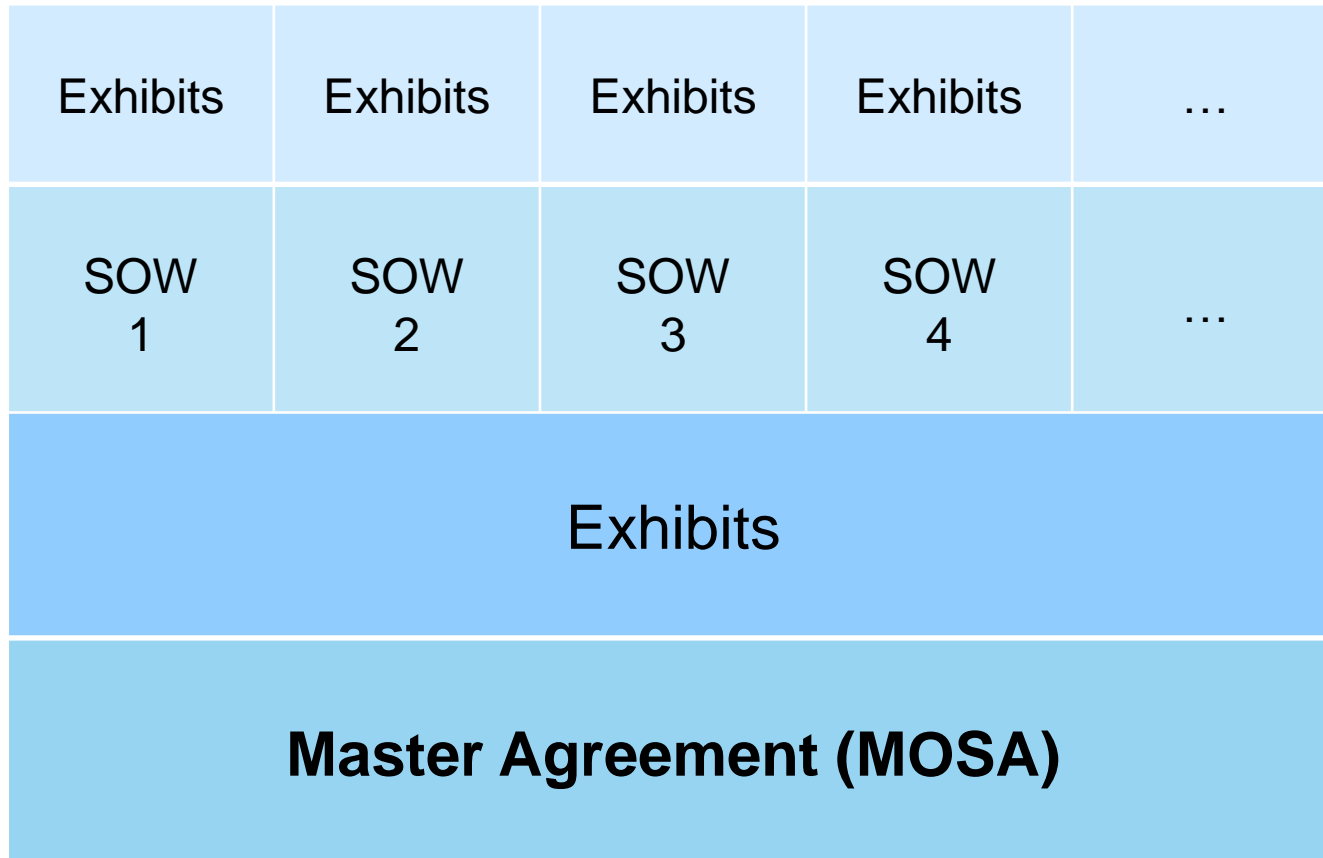 Exhibits Exhibits Exhibits Exhibits …
SOW SOW SOW SOW …
1 2 3 4
Exhibits
Master Agreement (MOSA)